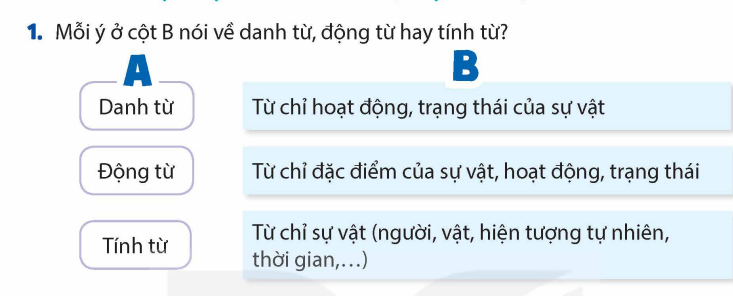 1. Mỗi ý ở cột B nói về danh từ, động từ hay tính từ?
A
B
Danh từ
Từ chỉ hoạt động, trạng thái của sự vật
Động từ
Từ chỉ đặc điểm của sự vật, hoạt động, trạng thái
Tính từ
Từ chỉ sự vật (người, vật, hiện tượng tự nhiên,
thời gian,...)